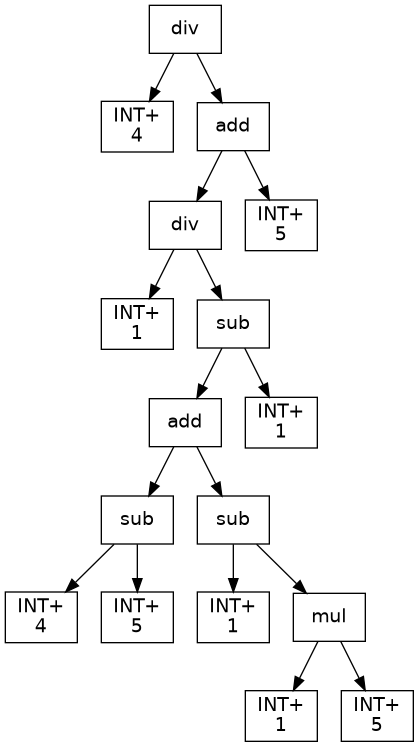 div
INT+
4
add
div
INT+
5
INT+
1
sub
add
INT+
1
sub
sub
INT+
4
INT+
5
INT+
1
mul
INT+
1
INT+
5